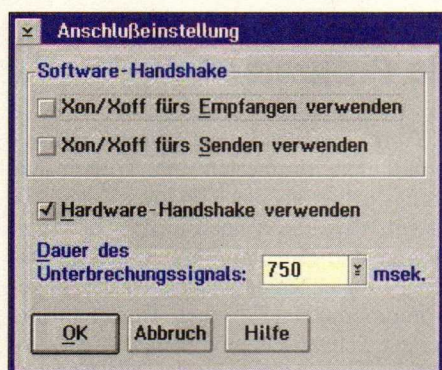 Anschlußeinstellung
Software-Handshake
Xon/Xoff fürs Empfangen verwenden
Xon/Xoff fürs Senden verwenden
Hardware-Handshake verwenden
Dauer des
Unterbrechungssignals: 750 msek.
OK Abbruch Hilfe